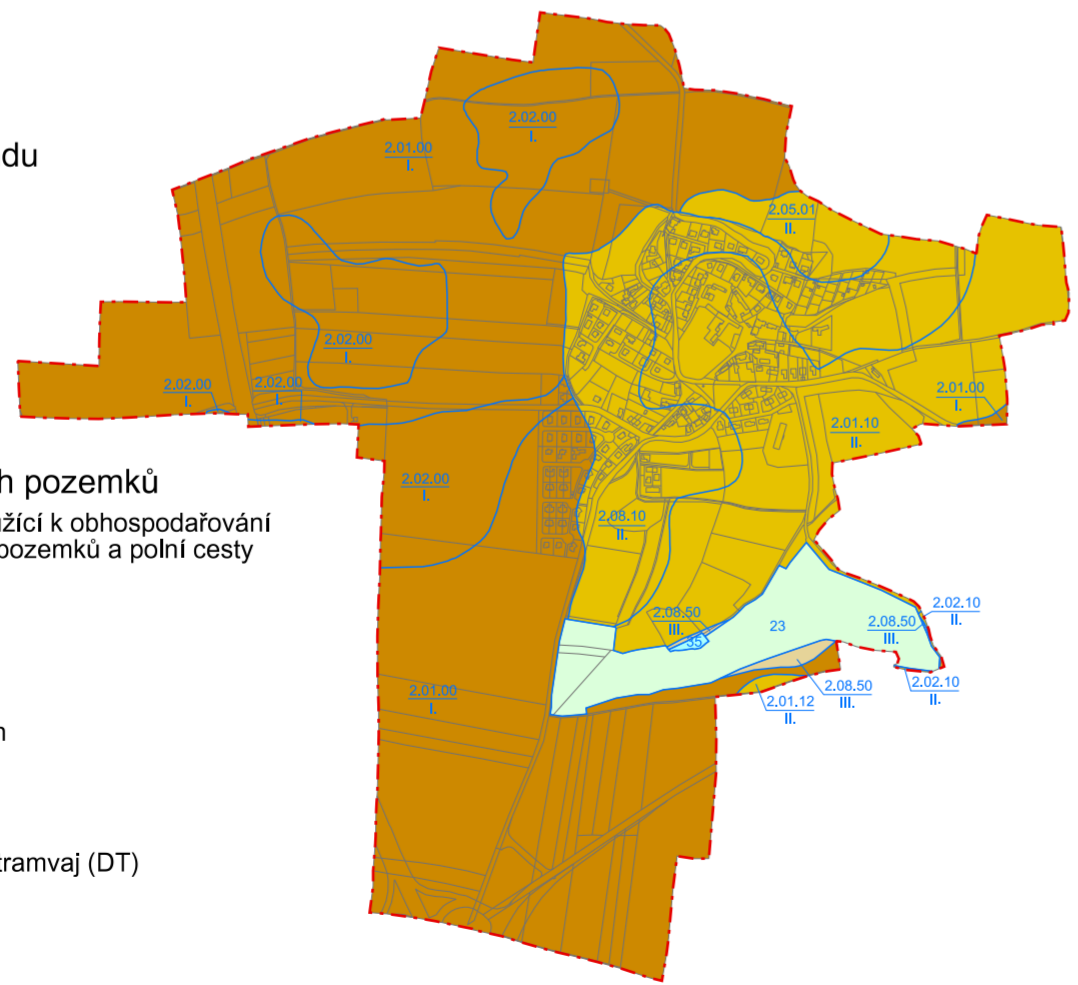 2.02.00
I.
2.01.00
I.
du
2.05.01
II.
2.02.00
I.
2.02.00
I.
2.02.00
I.
2.01.00
I.
2.01.10
II.
h pozemků
2.02.00
I.
užící k obhospodařování
2.08.10
II.
pozemků a polní cesty
2.02.10
II.
2.08.50
III.
23
2.08.50
III.
35
2.02.10
II.
2.08.50
III.
2.01.00
I.
2.01.12
II.
tramvaj (DT)